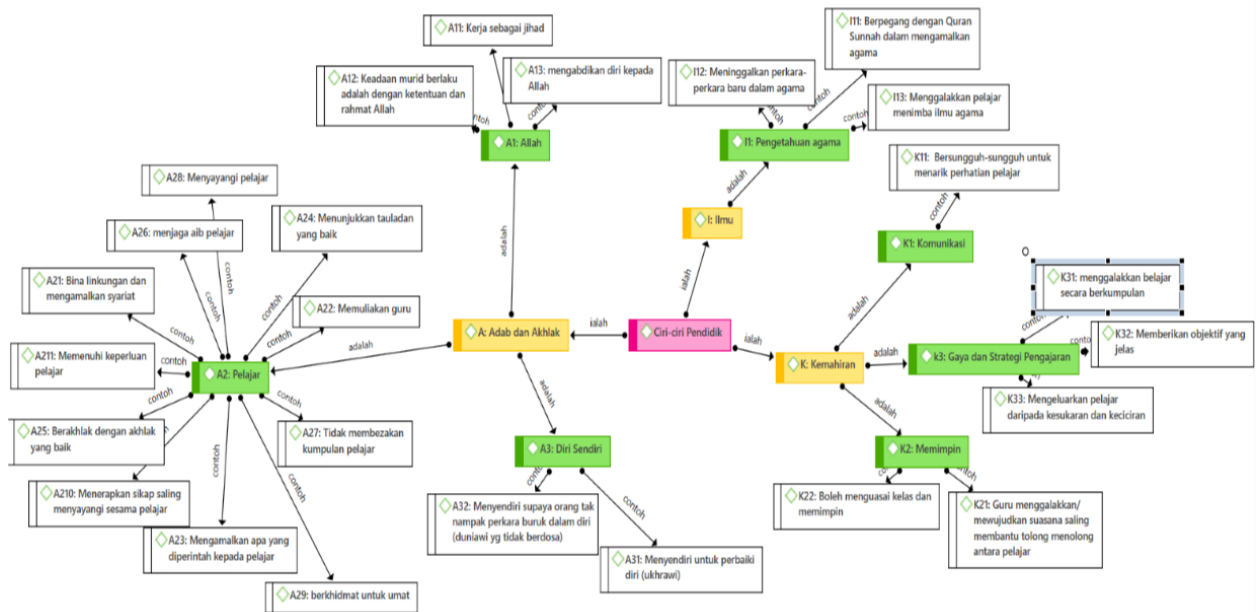 A11: Kerja sebagai jihad
A12: Keadaan murid berlaku
adalah dengan ketentuan dan
rahmat Allah
A13: mengabdikan diri kepada
Allah
contoh
contoh
A1: Allah
I11: Berpegang dengan Quran
Sunnah dalam mengamalkan
agama
I12: Meninggalkan perkara-
perkara baru dalam agama
I13: Menggalakkan pelajar
menimba ilmu agama
contoh
contoh
contoh
I1: Pengetahuan agama
adalah
I: Ilmu
ialah
K11: Bersungguh-sungguh untuk
menarik perhatian pelajar
contoh
K1: Komunikasi
adalah
A28: Menyayangi pelajar
A24: Menunjukkan tauladan
yang baik
A26: menjaga aib pelajar
A21: Bina linkungan dan
mengamalkan syariat
A22: Memuliakan guru
contoh
contoh
contoh
contoh
contoh
A211: Memenuhi keperluan
pelajar
contoh
A2: Pelajar
adalah
adalah
A: Adab dan Akhlak
ialah
Ciri-ciri Pendidik
ialah
K: Kemahiran
adalah
k3: Gaya dan Strategi Pengajaran
K31: menggalakkan belajar
secara berkumpulan
contoh
K32: Memberikan objektif yang
jelas
K33: Mengeluarkan pelajar
daripada kesukaran dan keciciran
A25: Berakhlak dengan akhlak
yang baik
contoh
contoh
contoh
contoh
contoh
A27: Tidak membezakan
kumpulan pelajar
A210: Menerapkan sikap saling
menyayangi sesama pelajar
A23: Mengamalkan apa yang
diperintah kepada pelajar
A29: berkhidmat untuk umat
adalah
A3: Diri Sendiri
contoh
A32: Menyendiri supaya orang tak
nampak perkara buruk dalam diri
(duniawi yg tidak berdosa)
A31: Menyendiri untuk perbaiki
diri (ukhrawi)
adalah
K2: Memimpin
K22: Boleh menguasai kelas dan
memimpin
K21: Guru menggalakkan/
mewujudkan suasana saling
membantu tolong menolong
antara pelajar